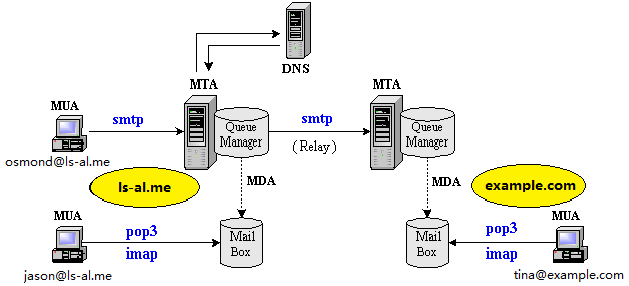 DNS
MTA
MTA
MUA
smtp
Queue
Manager
smtp
( Relay )
Queue
Manager
osmond@ls-al.me
ls-al.me
MDA
MDA
example.com
MUA
pop3
imap
Mail
Box
Mail
Box
pop3
imap
MUA
jason@ls-al.me
tina@example.com